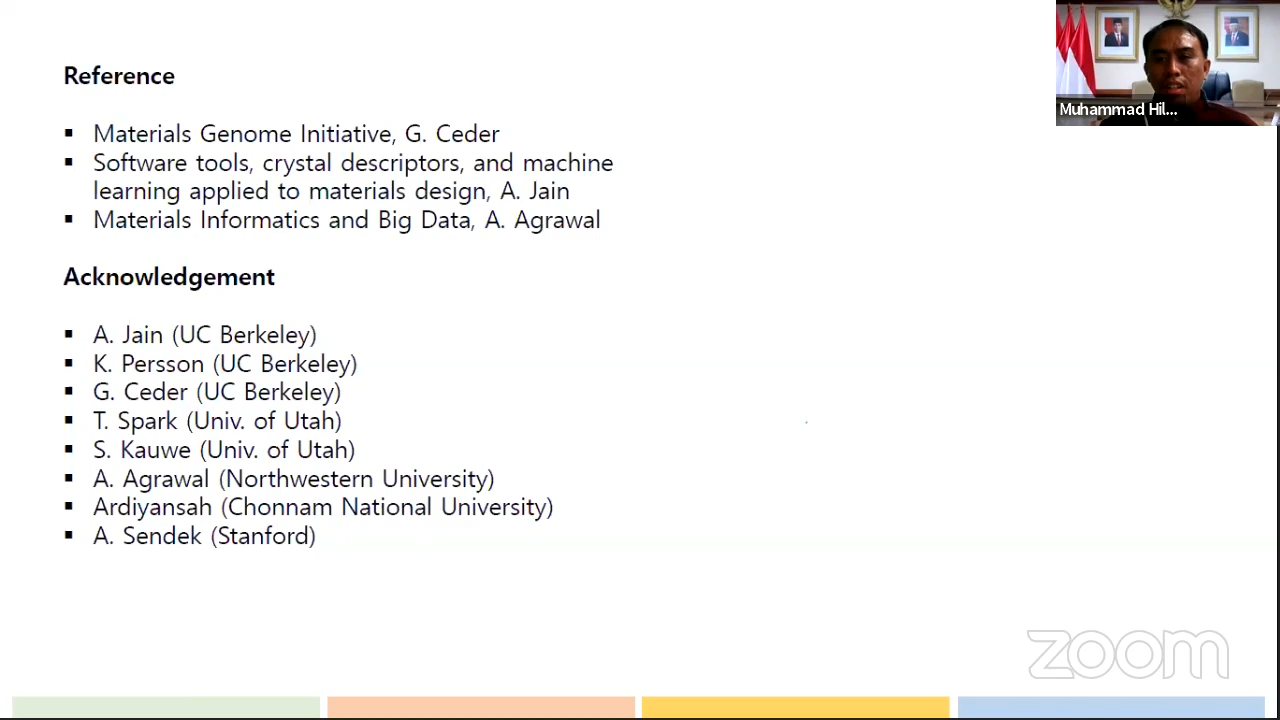 Reference
▪ Materials Genome Initiative, G. Ceder
▪ Software tools, crystal descriptors, and machine
learning applied to materials design, A. Jain
▪ Materials Informatics and Big Data, A. Agrawal
Acknowledgement
▪ A. Jain (UC Berkeley)
▪ K. Persson (UC Berkeley)
▪ G. Ceder (UC Berkeley)
▪ T. Spark (Univ. of Utah)
▪ S. Kauwe (Univ. of Utah)
▪ A. Agrawal (Northwestern University)
▪ Ardiyansah (Chonnam National University)
▪ A. Sendek (Stanford)
Muhammad Hil...
zoom